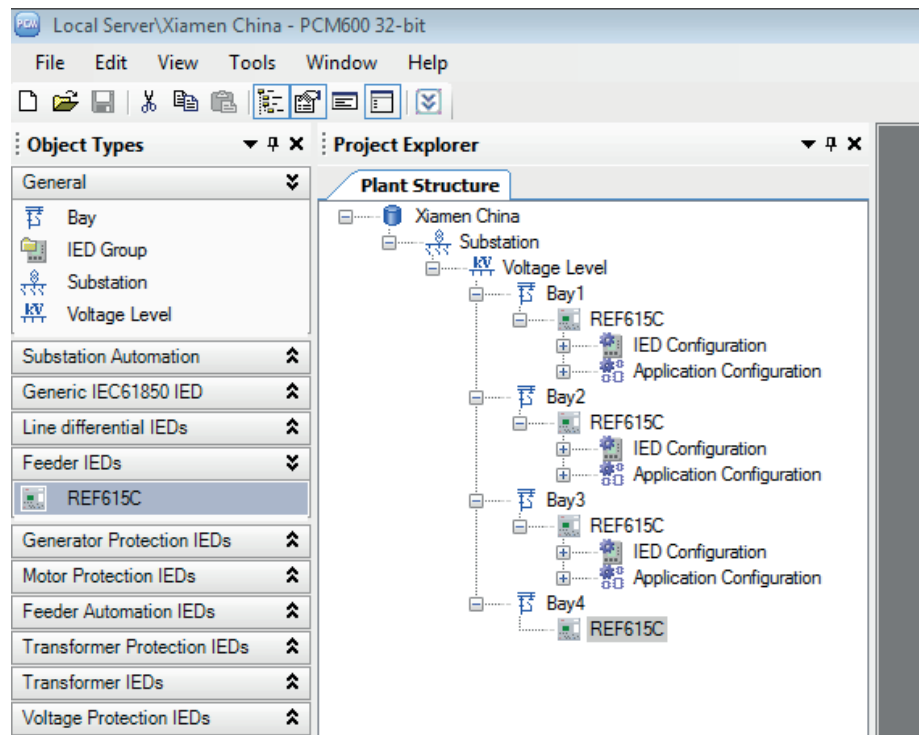 Local Server\Xiamen China - PCM600 32-bit
File Edit View Tools Window Help
Object Types
General
Bay
IED Group
Substation
Voltage Level
Substation Automation
Generic IEC61850 IED
Line differential IEDs
Feeder IEDs
REF615C
Generator Protection IEDs
Motor Protection IEDs
Feeder Automation IEDs
Transformer Protection IEDs
Transformer IEDs
Voltage Protection IEDs
Project Explorer
Plant Structure
Xiamen China
Substation
Voltage Level
Bay1
REF615C
IED Configuration
Application Configuration
Bay2
REF615C
IED Configuration
Application Configuration
Bay3
REF615C
IED Configuration
Application Configuration
Bay4
REF615C